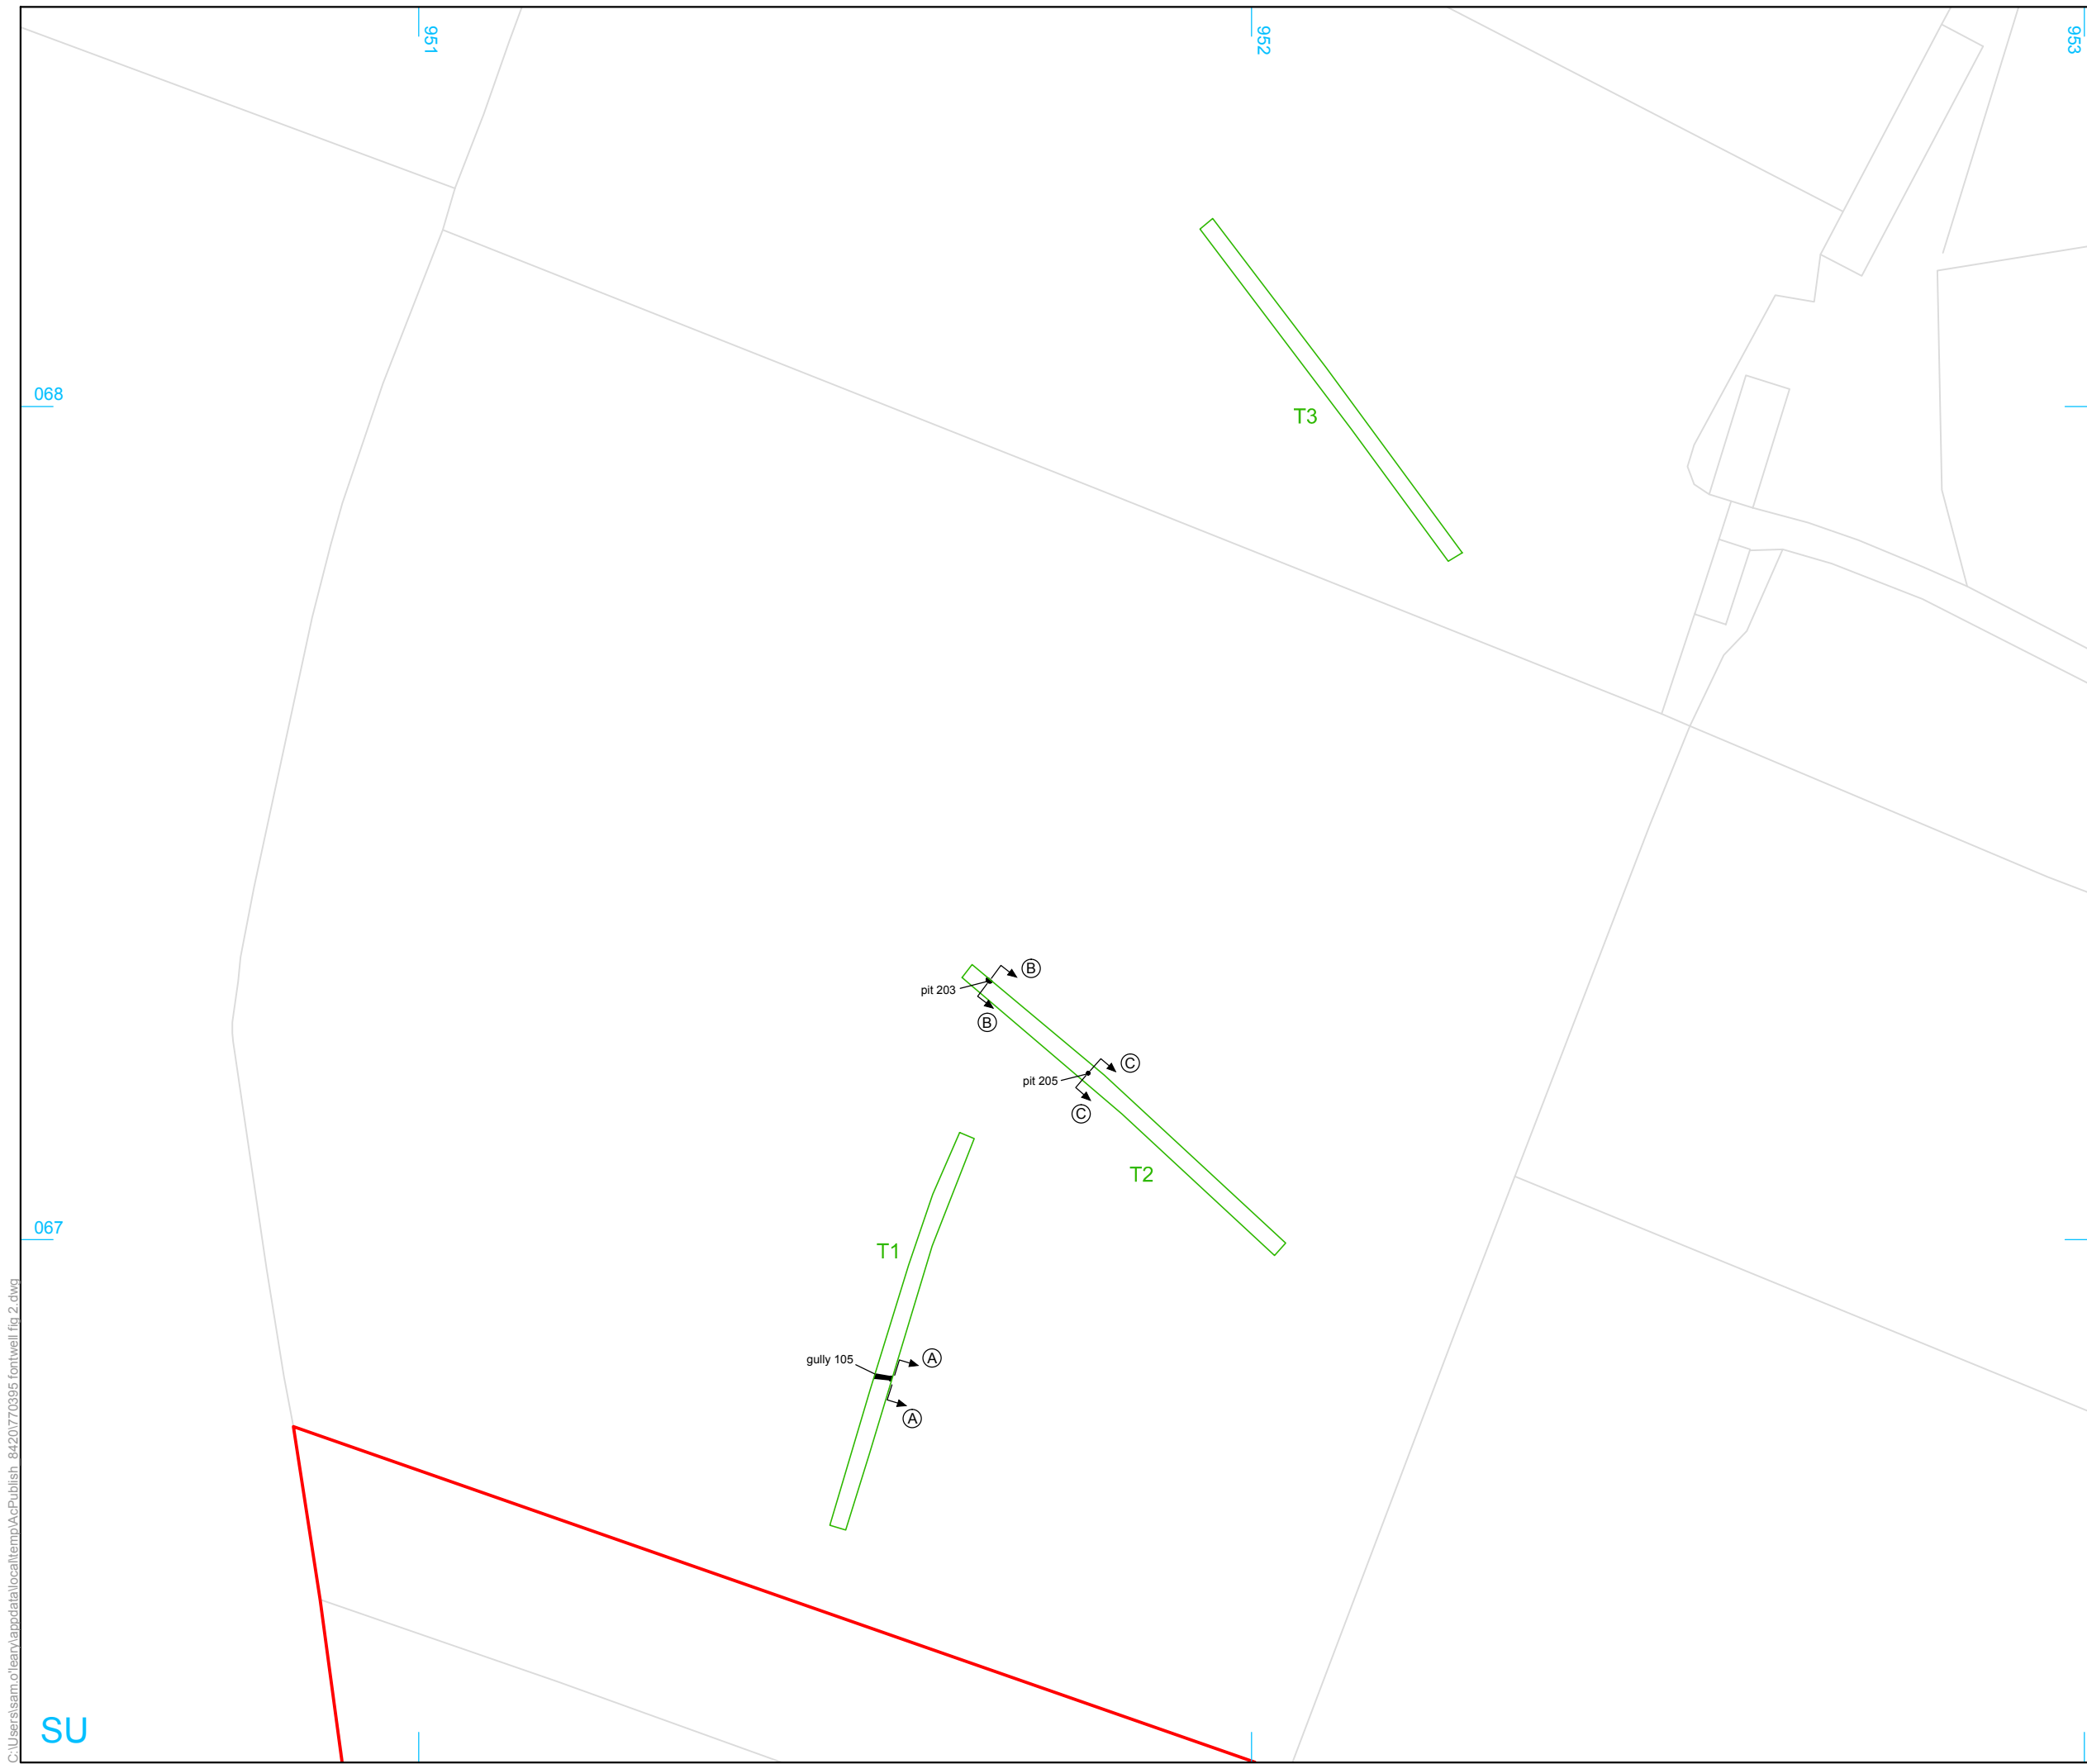 951
952
953
068
T3
B
pit 203
B
C
pit 205
C
T2
067
T1
gully 105
A
A
SU
C:\Users\sam.o'leary\appdata\local\temp\AcPublish_8420\770395 fontwell fig 2.dwg